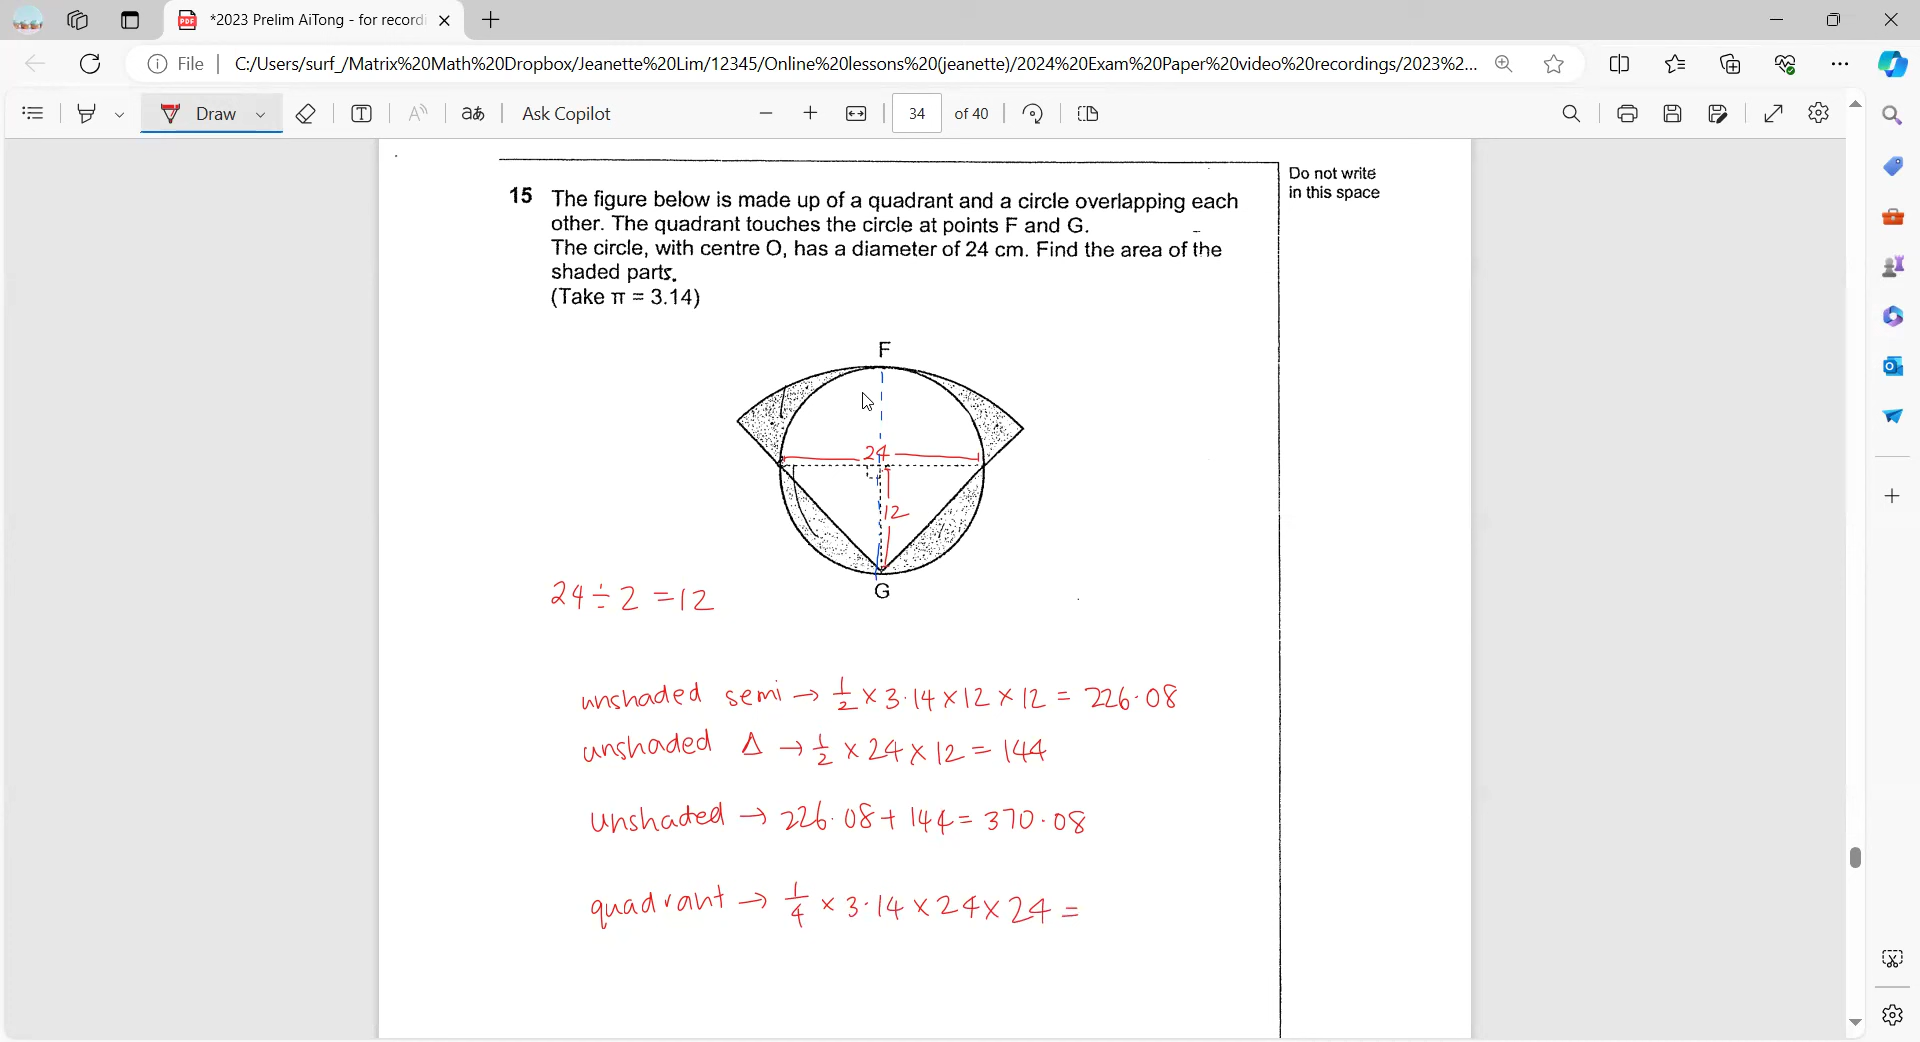 *2023 Prelim AiTong - for recordi
File
C:/Users/surf_/Matrix%20Math%20Dropbox/Jeanette%20Lim/12345/Online%20lessons%20(jeanette)/2024%20Exam%20Paper%20video%20recordings/2023%2...
Draw
aあ
Ask Copilot
34 of 40
Do not write
in this space
15 The figure below is made up of a quadrant and a circle overlapping each
other. The quadrant touches the circle at points F and G.
The circle, with centre O, has a diameter of 24 cm. Find the area of the
shaded parts.
(Take π = 3.14)
F
24
12
G
24 ÷ 2 = 12
unshaded semi → 1/2 × 3.14 × 12 × 12 = 226.08
unshaded Δ → 1/2 × 24 × 12 = 144
Unshaded → 226.08 + 144 = 370.08
quadrant → 1/4 × 3.14 × 24 × 24 =